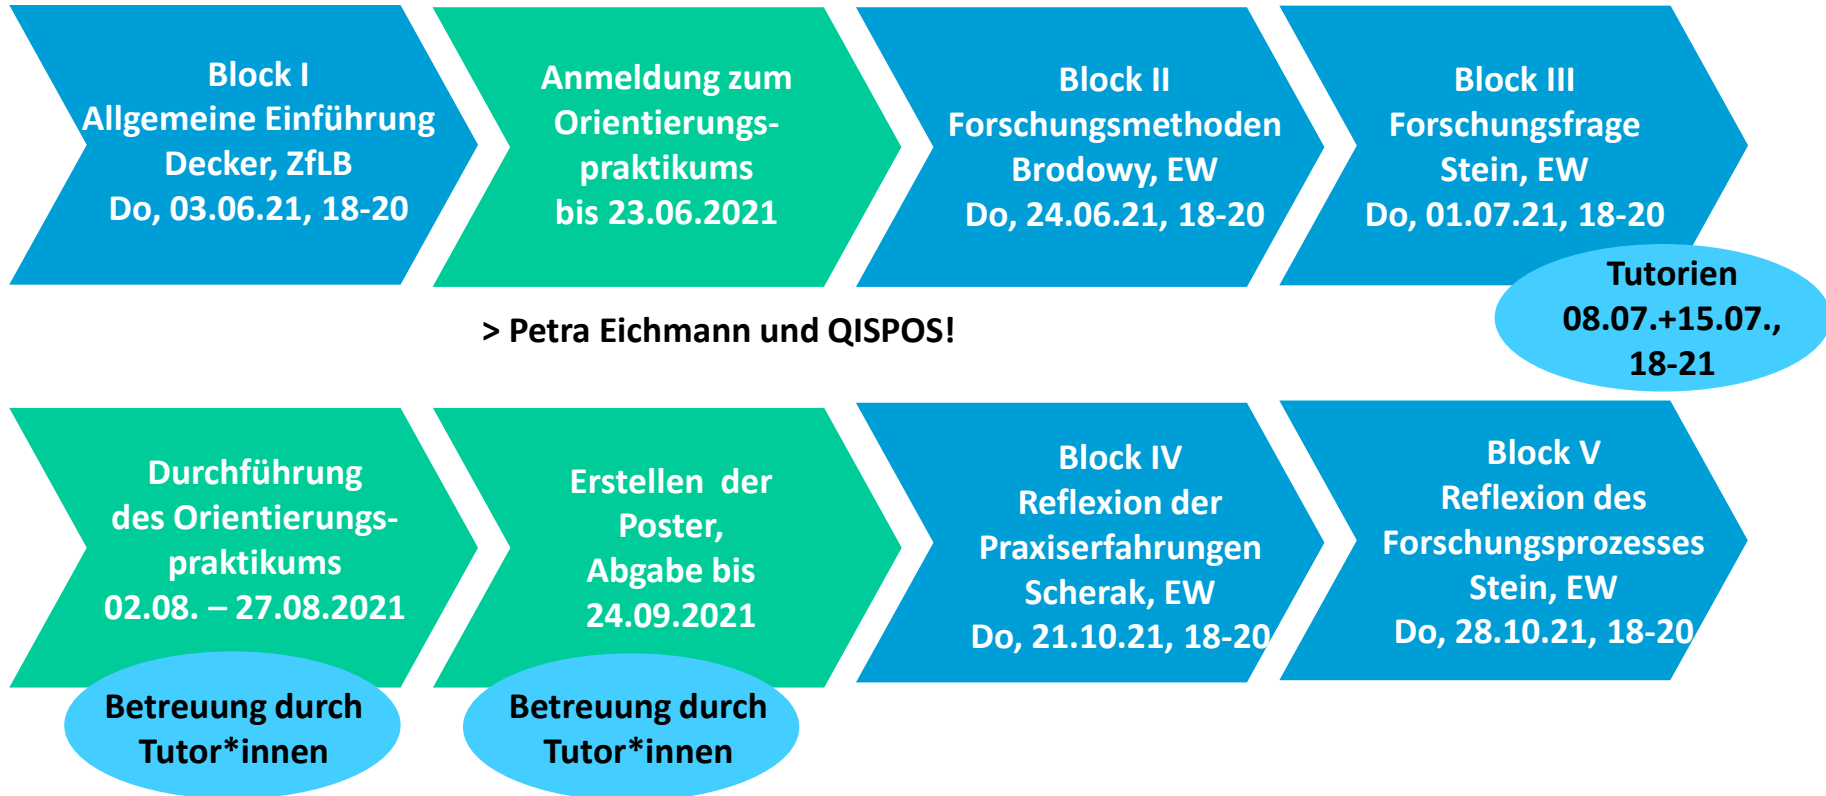 Block I
Allgemeine Einführung
Decker, ZfLB
Do, 03.06.21, 18-20
Anmeldung zum
Orientierungs-
praktikums
bis 23.06.2021
Block II
Forschungsmethoden
Brodowy, EW
Do, 24.06.21, 18-20
Block III
Forschungsfrage
Stein, EW
Do, 01.07.21, 18-20
Tutorien
08.07.+15.07.,
18-21
> Petra Eichmann und QISPOS!
Durchführung
des Orientierungs-
praktikums
02.08. – 27.08.2021
Betreuung durch
Tutor*innen
Erstellen der
Poster,
Abgabe bis
24.09.2021
Betreuung durch
Tutor*innen
Block IV
Reflexion der
Praxiserfahrungen
Scherak, EW
Do, 21.10.21, 18-20
Block V
Reflexion des
Forschungsprozesses
Stein, EW
Do, 28.10.21, 18-20